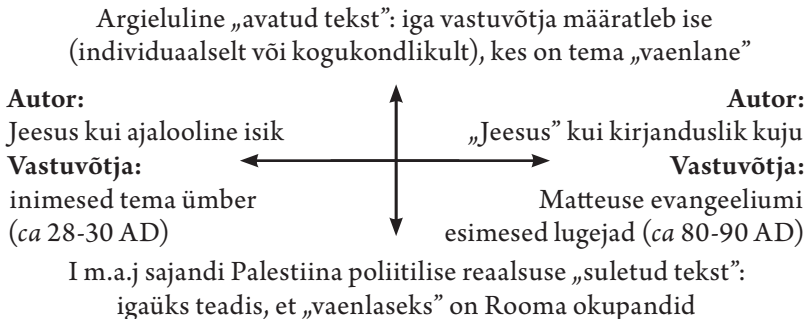 Argieluline „avatud tekst”: iga vastuvõtja määratleb ise
(individuaalselt või kogukondlikult), kes on tema „vaenlane”
Autor:
Jeesus kui ajalooline isik
Vastuvõtja:
inimesed tema ümber
(ca 28-30 AD)
Autor:
„Jeesus” kui kirjanduslik kuju
Vastuvõtja:
Matteuse evangeeliumi
esimesed lugejad (ca 80-90 AD)
I m.a.j sajandi Palestiina poliitilise reaalsuse „suletud tekst”:
igaüks teadis, et „vaenlaseks” on Rooma okupandid